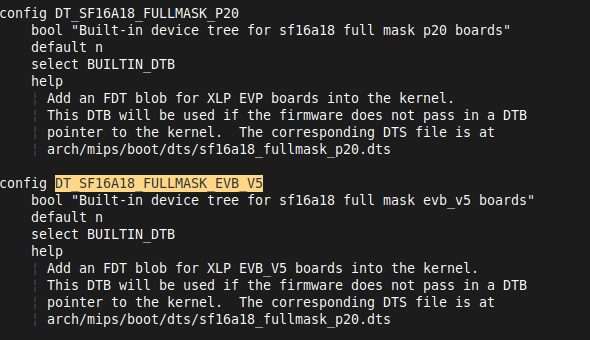 config DT_SF16A18_FULLMASK_P20
bool "Built-in device tree for sf16a18 full mask p20 boards"
default n
select BUILTIN_DTB
help
Add an FDT blob for XLP EVP boards into the kernel.
This DTB will be used if the firmware does not pass in a DTB
pointer to the kernel.  The corresponding DTS file is at
arch/mips/boot/dts/sf16a18_fullmask_p20.dts
config DT_SF16A18_FULLMASK_EVB_V5
bool "Built-in device tree for sf16a18 full mask evb_v5 boards"
default n
select BUILTIN_DTB
help
Add an FDT blob for XLP EVB_V5 boards into the kernel.
This DTB will be used if the firmware does not pass in a DTB
pointer to the kernel.  The corresponding DTS file is at
arch/mips/boot/dts/sf16a18_fullmask_p20.dts